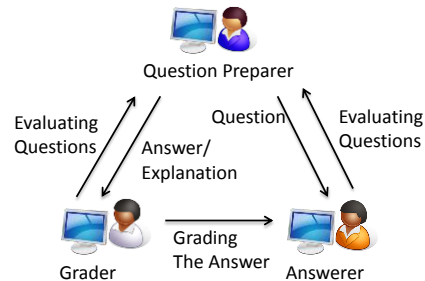 Question Preparer
Evaluating
Questions
Answer/
Explanation
Question
Evaluating
Questions
Grading
The Answer
Grader
Answerer